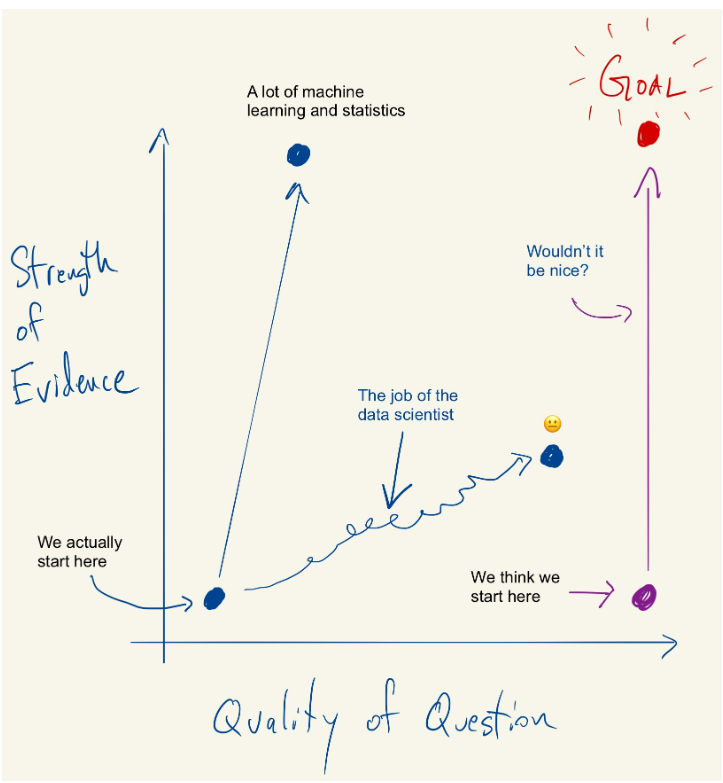 GOAL
A lot of machine
learning and statistics
Wouldn't it
be nice?
Strength
of
Evidence
The job of the
data scientist
We actually
start here
We think we
start here
Quality of Question